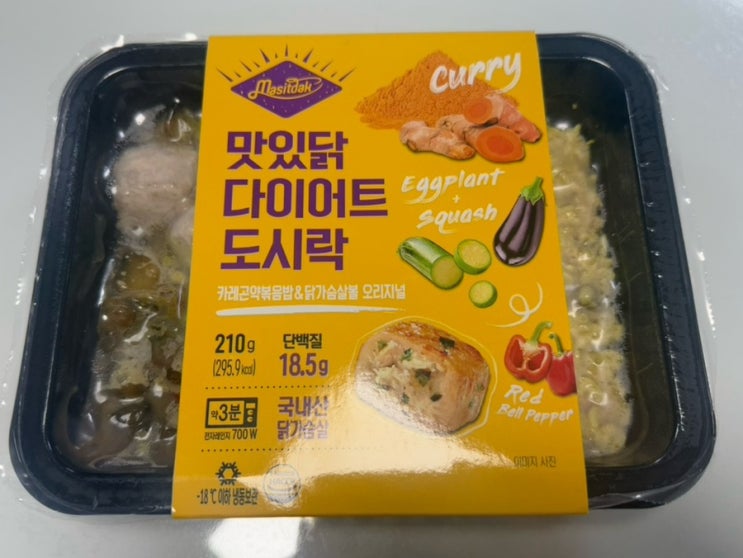 Masitdak
Curry
맛있닭
다이어트
도시락
Eggplant
+
Squash
카레곤약볶음밥&닭가슴살볼 오리지널
210g
(295.9kcal)
단백질
18.5g
Red
Bell Pepper
약3분
전자레인지 700W
국내산
닭가슴살
-18℃ 이하 냉동보관
이미지 사진